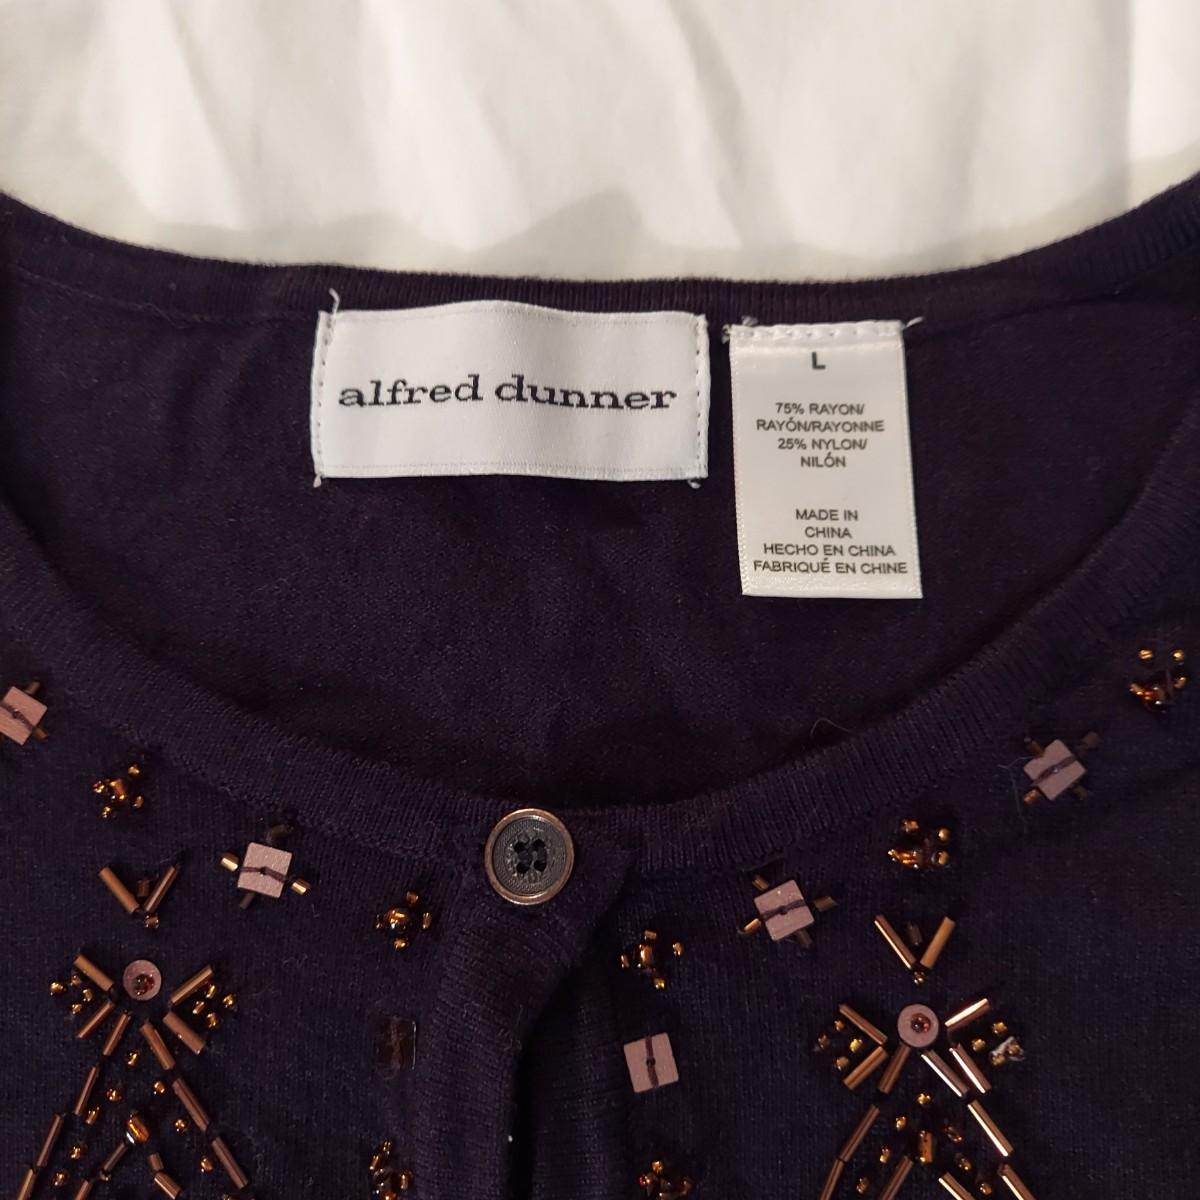 alfred dunner
L
75% RAYON/
RAYÓN/RAYONNE
25% NYLON/
NILÓN
MADE IN
CHINA
HECHO EN CHINA
FABRIQUÉ EN CHINE